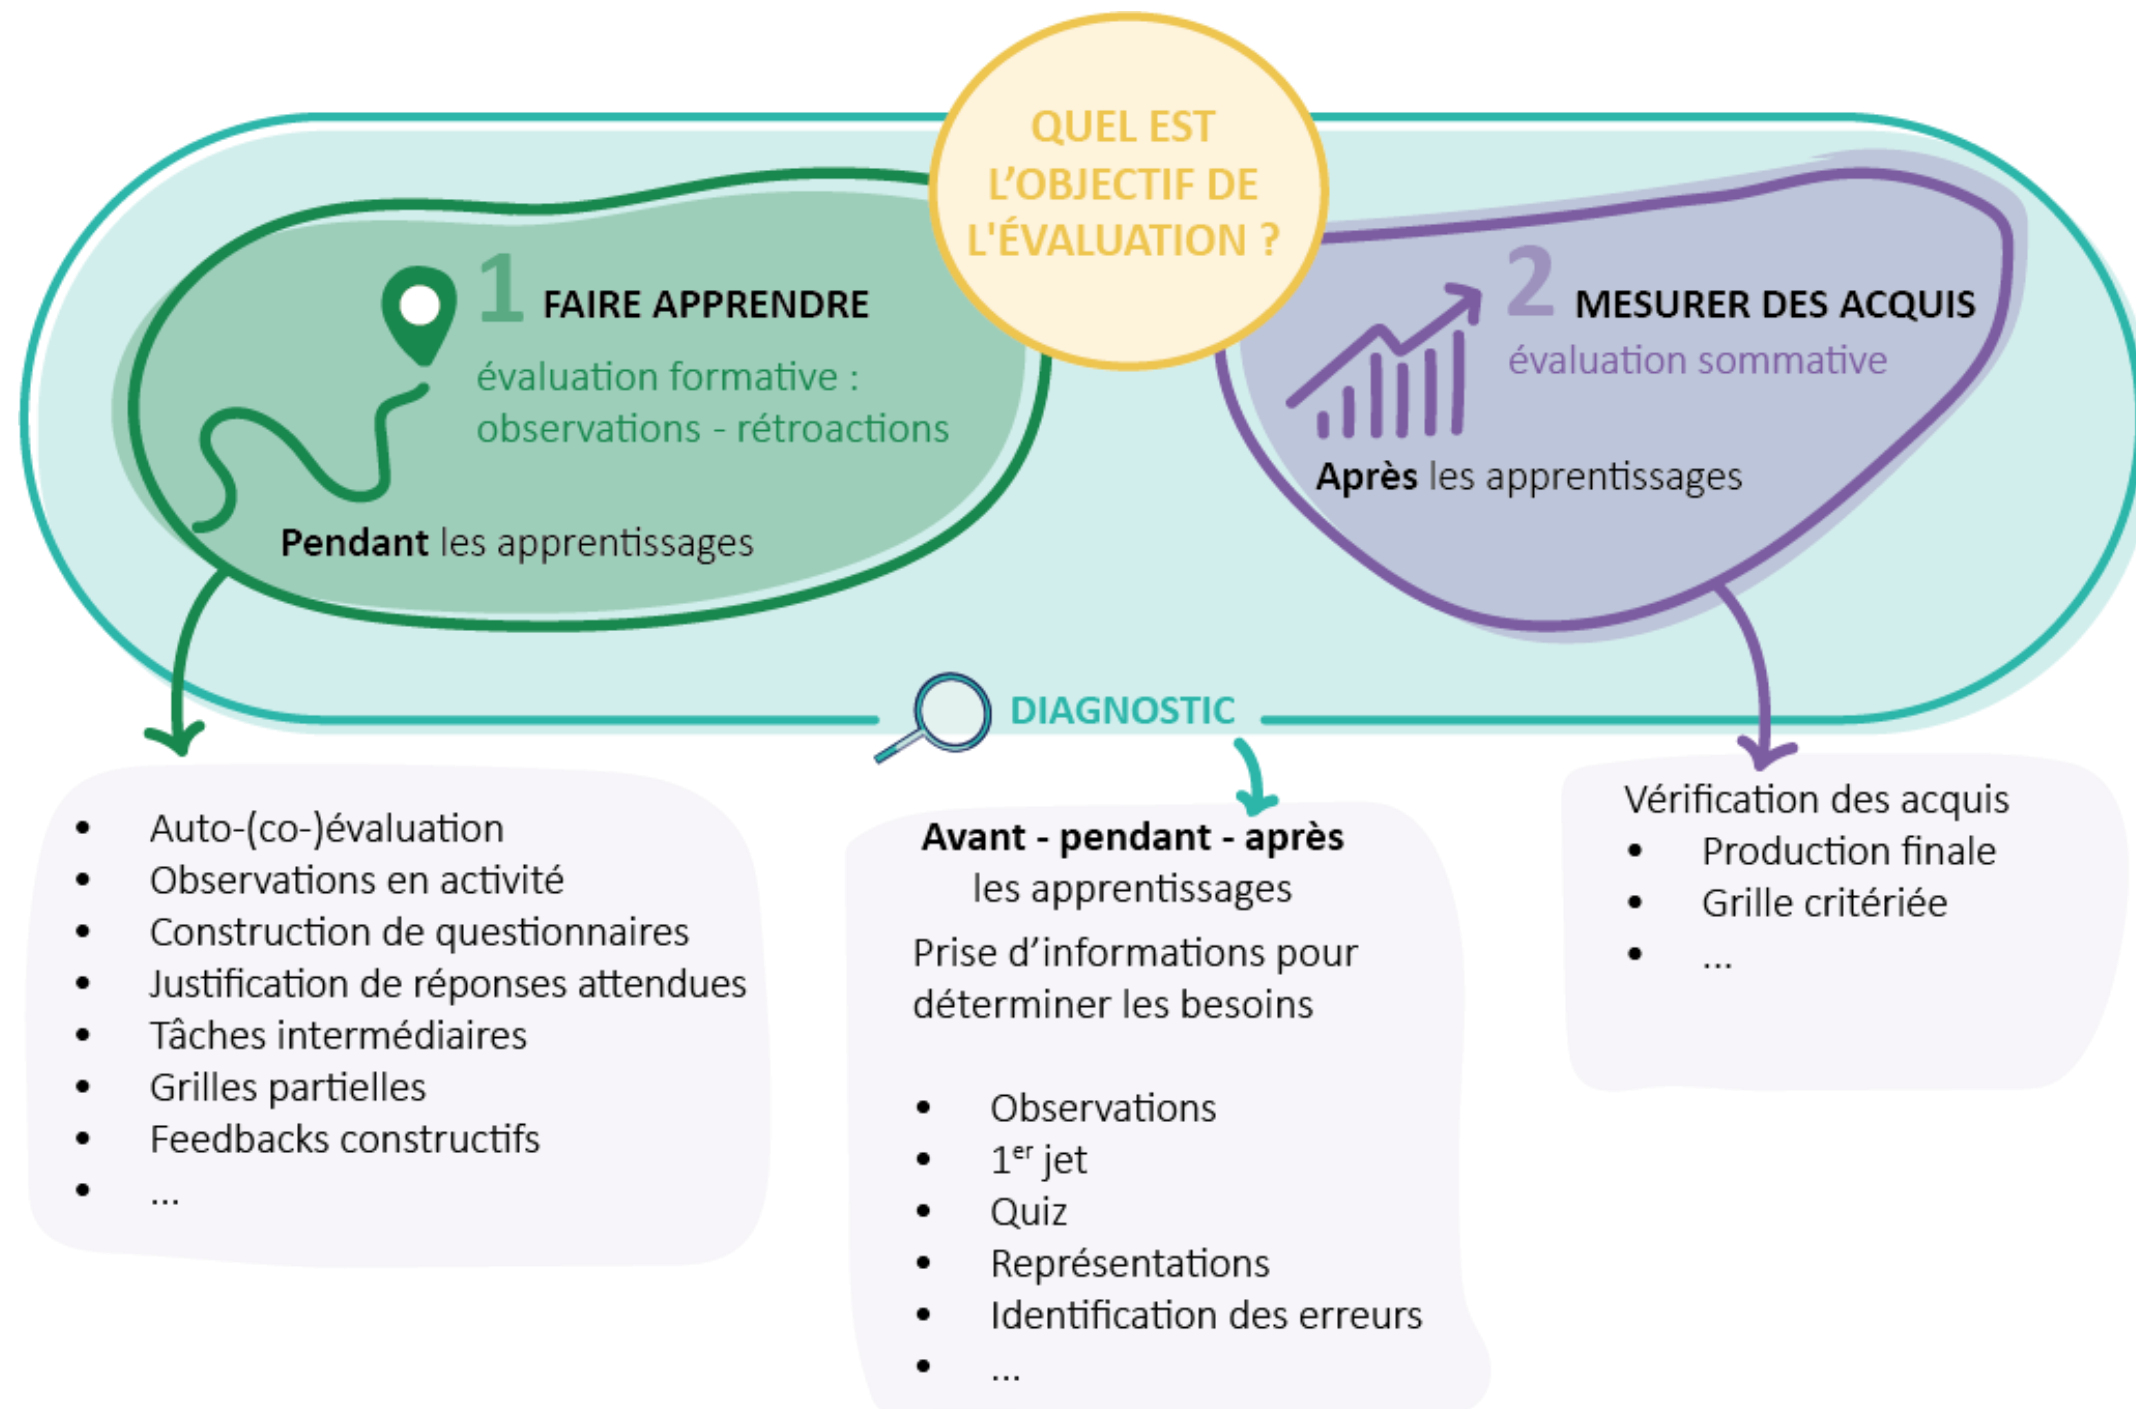 QUEL EST
L’OBJECTIF DE
L'ÉVALUATION ?
1 FAIRE APPRENDRE
évaluation formative :
observations - rétroactions
Pendant les apprentissages
2 MESURER DES ACQUIS
évaluation sommative
Après les apprentissages
DIAGNOSTIC
• Auto-(co-)évaluation
• Observations en activité
• Construction de questionnaires
• Justification de réponses attendues
• Tâches intermédiaires
• Grilles partielles
• Feedbacks constructifs
• ...
Avant - pendant - après
les apprentissages
Prise d’informations pour
déterminer les besoins
• Observations
• 1er jet
• Quiz
• Représentations
• Identification des erreurs
• ...
Vérification des acquis
• Production finale
• Grille critériée
• ...